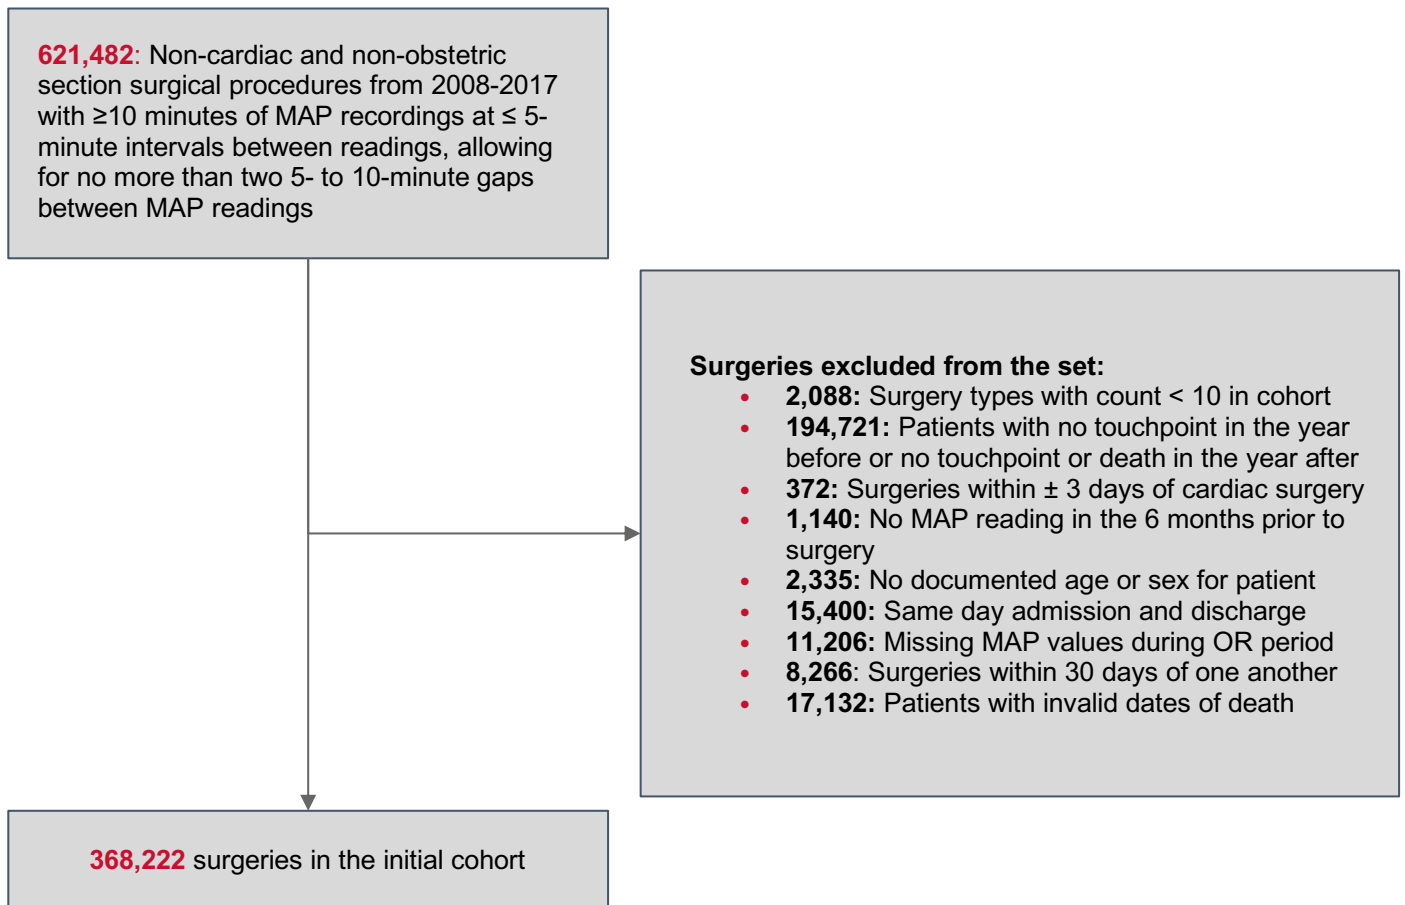 621,482: Non-cardiac and non-obstetric
section surgical procedures from 2008-2017
with ≥10 minutes of MAP recordings at ≤ 5-
minute intervals between readings, allowing
for no more than two 5- to 10-minute gaps
between MAP readings
Surgeries excluded from the set:
• 2,088: Surgery types with count < 10 in cohort
• 194,721: Patients with no touchpoint in the year
before or no touchpoint or death in the year after
• 372: Surgeries within ± 3 days of cardiac surgery
• 1,140: No MAP reading in the 6 months prior to
surgery
• 2,335: No documented age or sex for patient
• 15,400: Same day admission and discharge
• 11,206: Missing MAP values during OR period
• 8,266: Surgeries within 30 days of one another
• 17,132: Patients with invalid dates of death
368,222 surgeries in the initial cohort